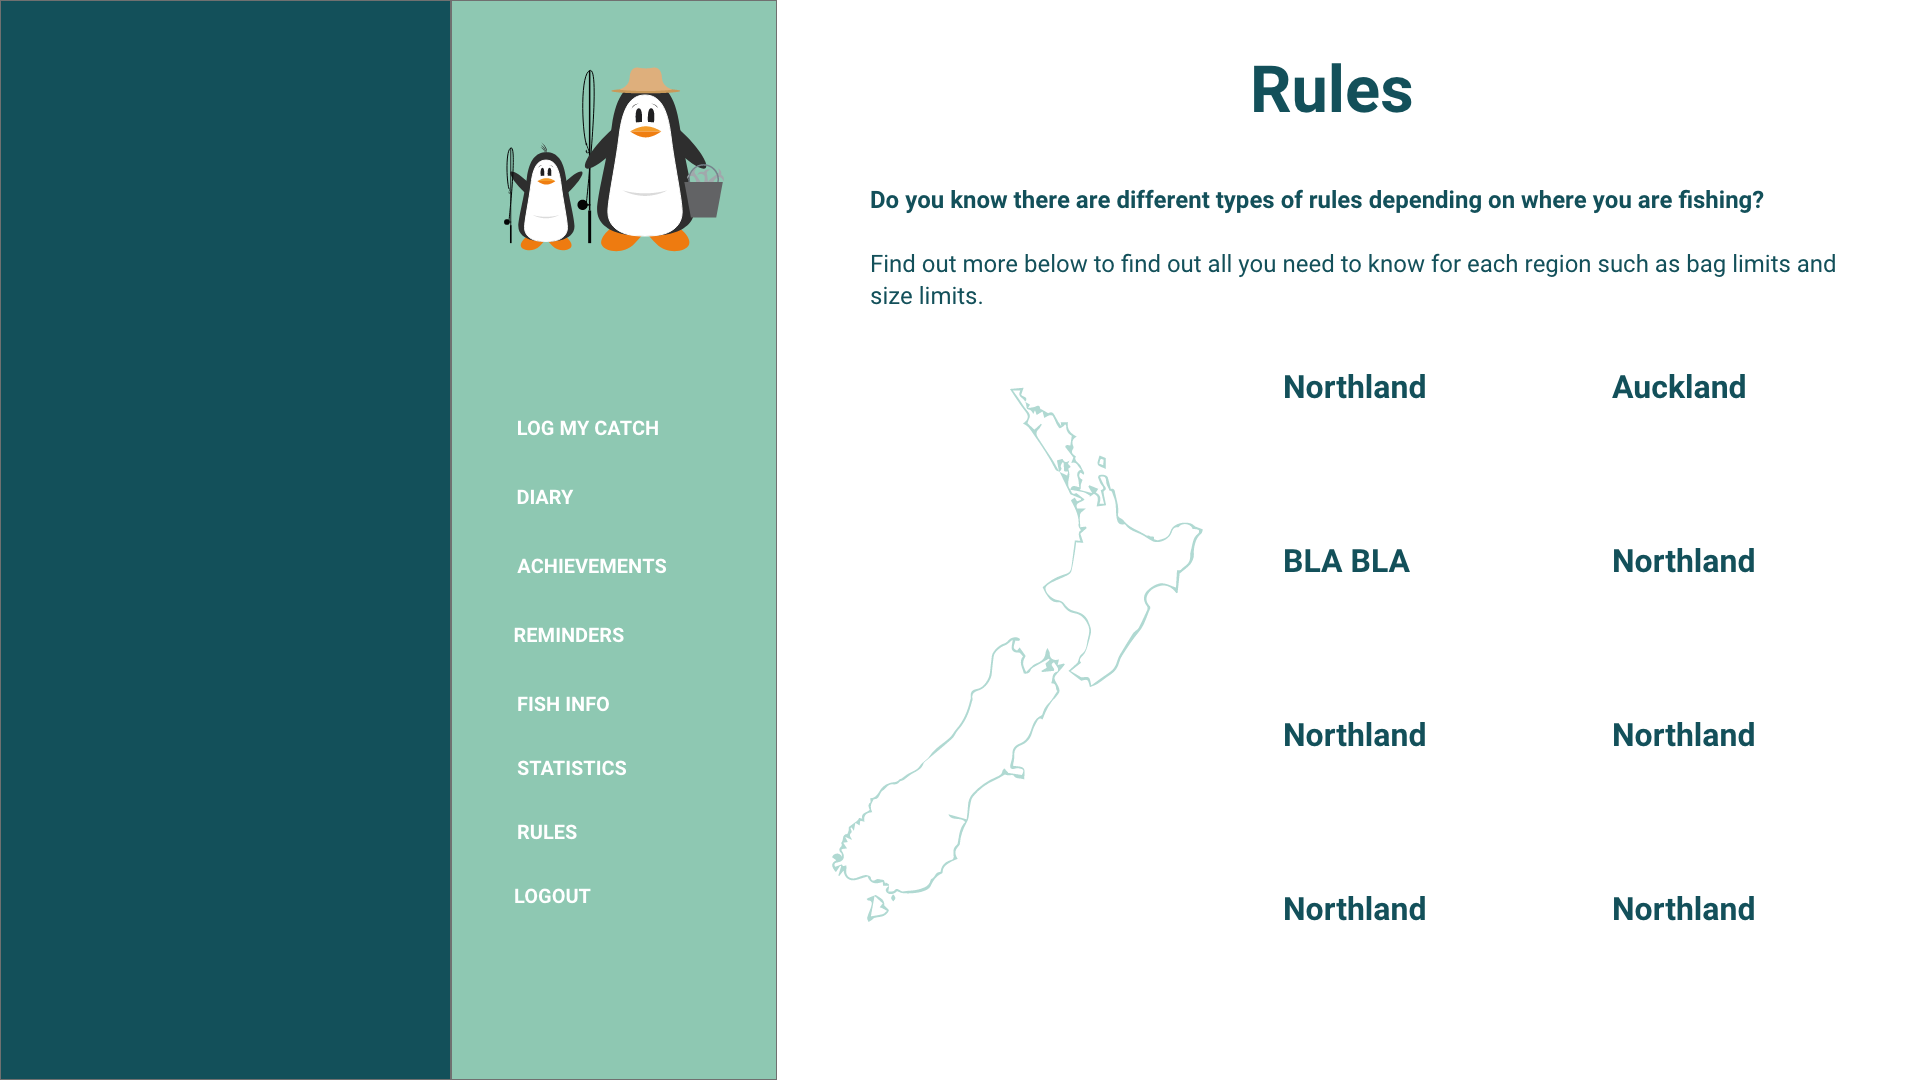 LOG MY CATCH
DIARY
ACHIEVEMENTS
REMINDERS
FISH INFO
STATISTICS
RULES
LOGOUT
Rules
Do you know there are different types of rules depending on where you are fishing?
Find out more below to find out all you need to know for each region such as bag limits and
size limits.
Northland
Auckland
BLA BLA
Northland
Northland
Northland
Northland
Northland